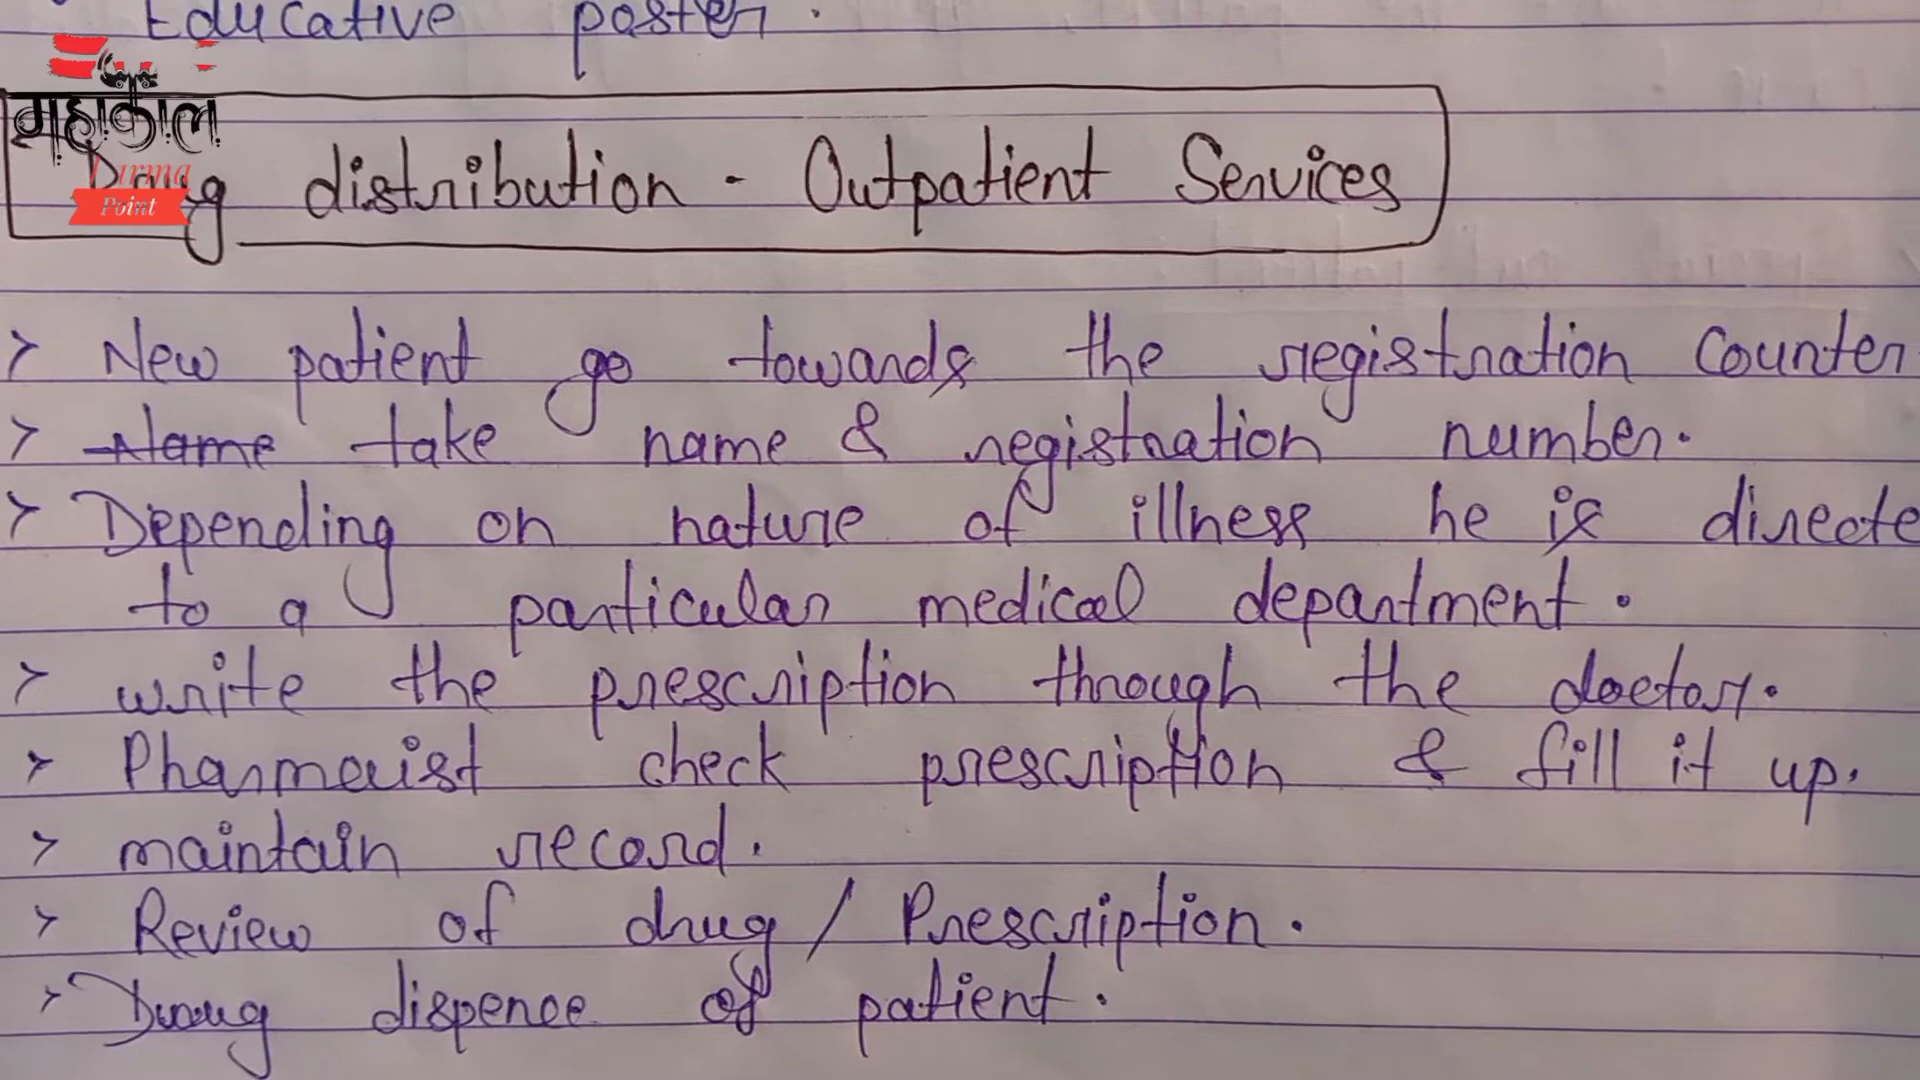 Educative poster.
महाकाल
Drug distribution - Outpatient Services
Point
> New patient go towards the registration Counter
> Name take name & registration number.
> Depending on nature of illness he is directe
to a particular medical department.
> write the prescription through the doctor.
> Pharmacist check prescription & fill it up.
> maintain record.
> Review of drug / Prescription.
> Drug dispence of patient.